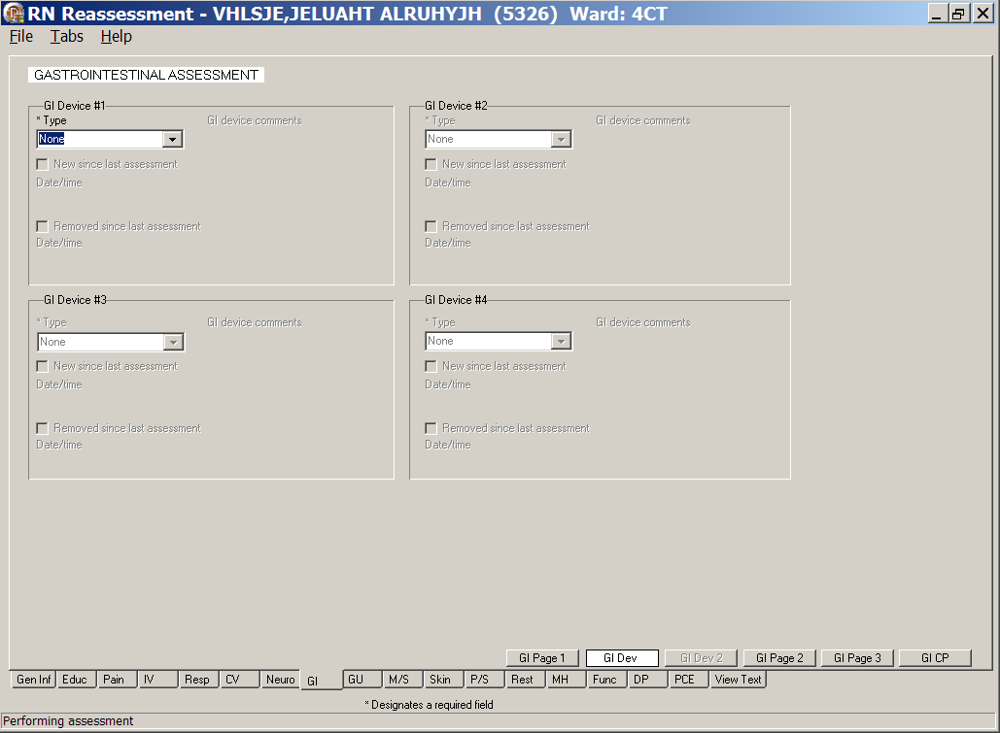 RN Reassessment - VHLSJE,JELUAHT ALRUHYJH (5326) Ward: 4CT
File Tabs Help
GASTROINTESTINAL ASSESSMENT
GI Device #1
* Type
GI device comments
None
New since last assessment
Date/time
Removed since last assessment
Date/time
GI Device #2
* Type
GI device comments
None
New since last assessment
Date/time
Removed since last assessment
Date/time
GI Device #3
* Type
GI device comments
None
New since last assessment
Date/time
Removed since last assessment
Date/time
GI Device #4
* Type
GI device comments
None
New since last assessment
Date/time
Removed since last assessment
Date/time
GI Page 1 GI Dev GI Dev 2 GI Page 2 GI Page 3 GI CP
Gen Inf Educ Pain IV Resp CV Neuro GI GU M/S Skin P/S Rest MH Func DP PCE View Text
* Designates a required field
Performing assessment